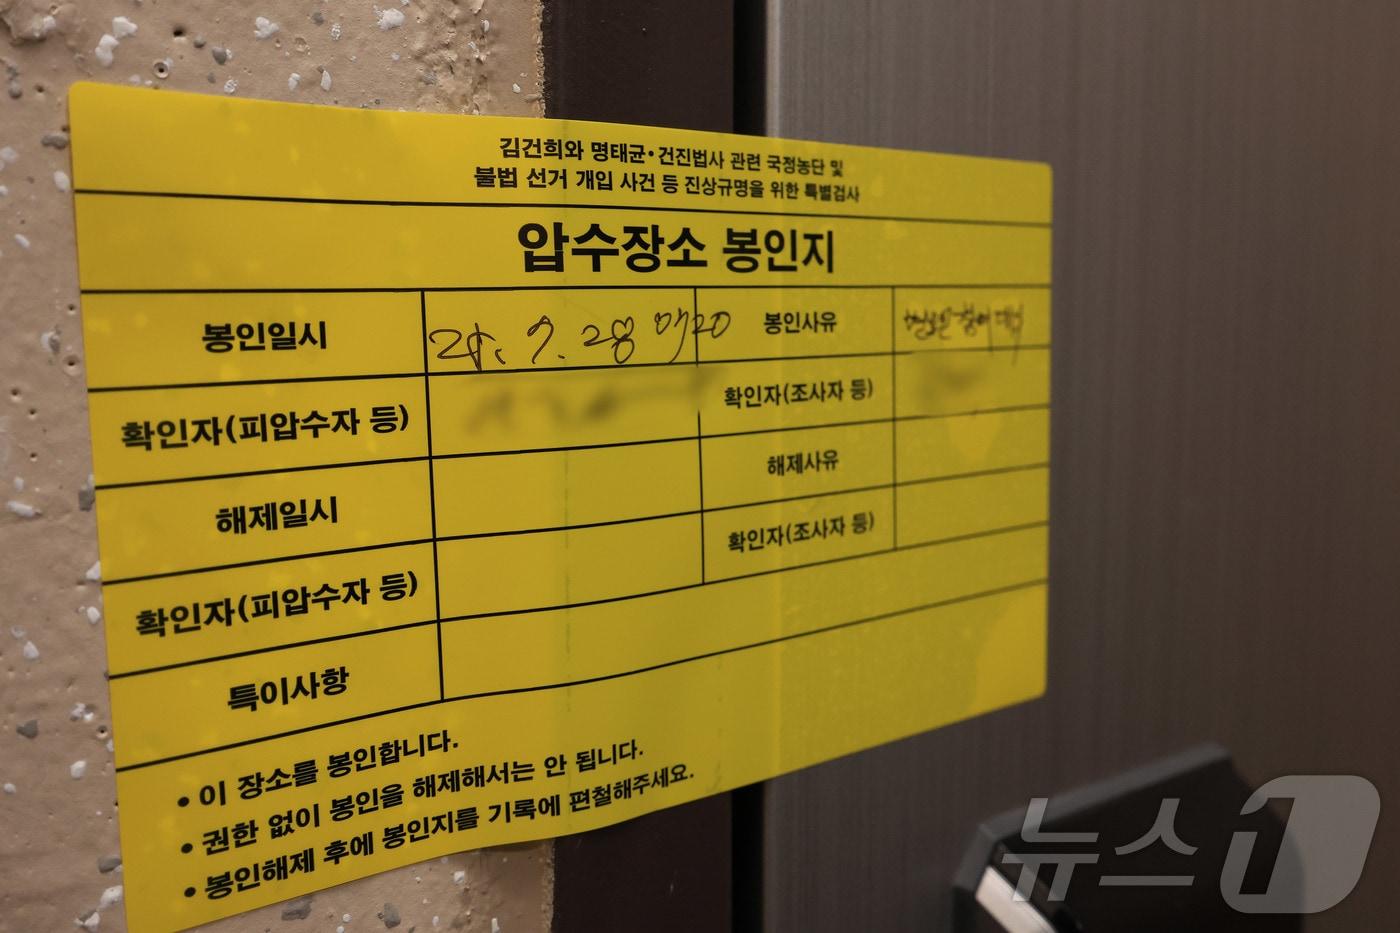 김건희와 명태균·건진법사 관련 국정농단 및
불법 선거 개입 사건 등 진상규명을 위한 특별검사
압수장소 봉인지
봉인일시 25. 7. 28 07:20 봉인사유
확인자(피압수자 등) 확인자(조사자 등)
해제일시 해제사유
확인자(피압수자 등) 확인자(조사자 등)
특이사항
• 이 장소를 봉인합니다.
• 권한 없이 봉인을 해제해서는 안 됩니다.
• 봉인해제 후에 봉인지를 기록에 편철해주세요.
뉴스1